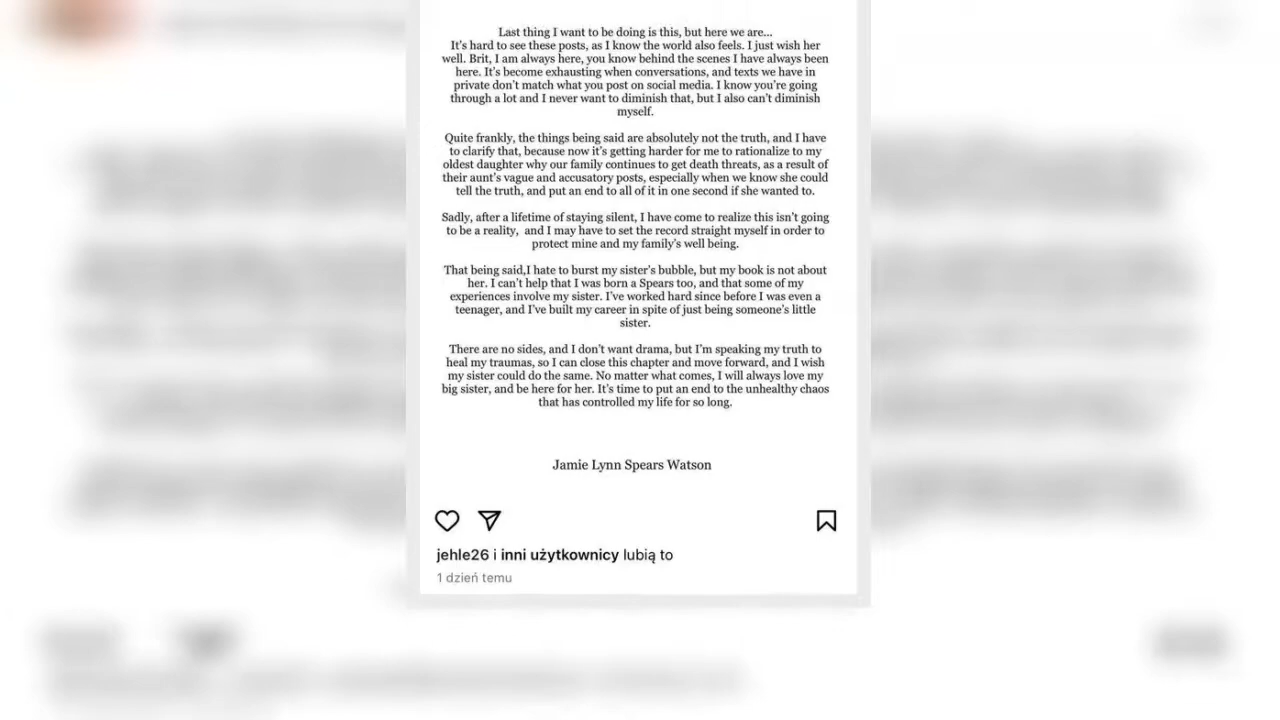 Last thing I want to be doing is this, but here we are...
It's hard to see these posts, as I know the world also feels. I just wish her
well. Brit, I am always here, you know behind the scenes I have always been
here. It's become exhausting when conversations, and texts we have in
private don't match what you post on social media. I know you're going
through a lot and I never want to diminish that, but I also can't diminish
myself.
Quite frankly, the things being said are absolutely not the truth, and I have
to clarify that, because now it's getting harder for me to rationalize to my
oldest daughter why our family continues to get death threats, as a result of
their aunt's vague and accusatory posts, especially when we know she could
tell the truth, and put an end to all of it in one second if she wanted to.
Sadly, after a lifetime of staying silent, I have come to realize this isn't going
to be a reality, and I may have to set the record straight myself in order to
protect mine and my family's well being.
That being said,I hate to burst my sister's bubble, but my book is not about
her. I can't help that I was born a Spears too, and that some of my
experiences involve my sister. I've worked hard since before I was even a
teenager, and I've built my career in spite of just being someone's little
sister.
There are no sides, and I don't want drama, but I'm speaking my truth to
heal my traumas, so I can close this chapter and move forward, and I wish
my sister could do the same. No matter what comes, I will always love my
big sister, and be here for her. It's time to put an end to the unhealthy chaos
that has controlled my life for so long.
Jamie Lynn Spears Watson
jehle26 i inni użytkownicy lubią to
1 dzień temu